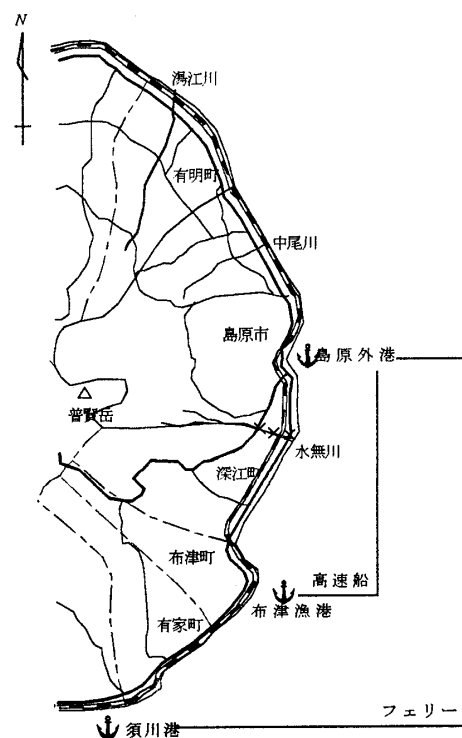 N
湯江川
有明町
中尾川
島原市
島原外港
普賢岳
水無川
深江町
布津町
高速船
布津漁港
有家町
フェリー
須川港